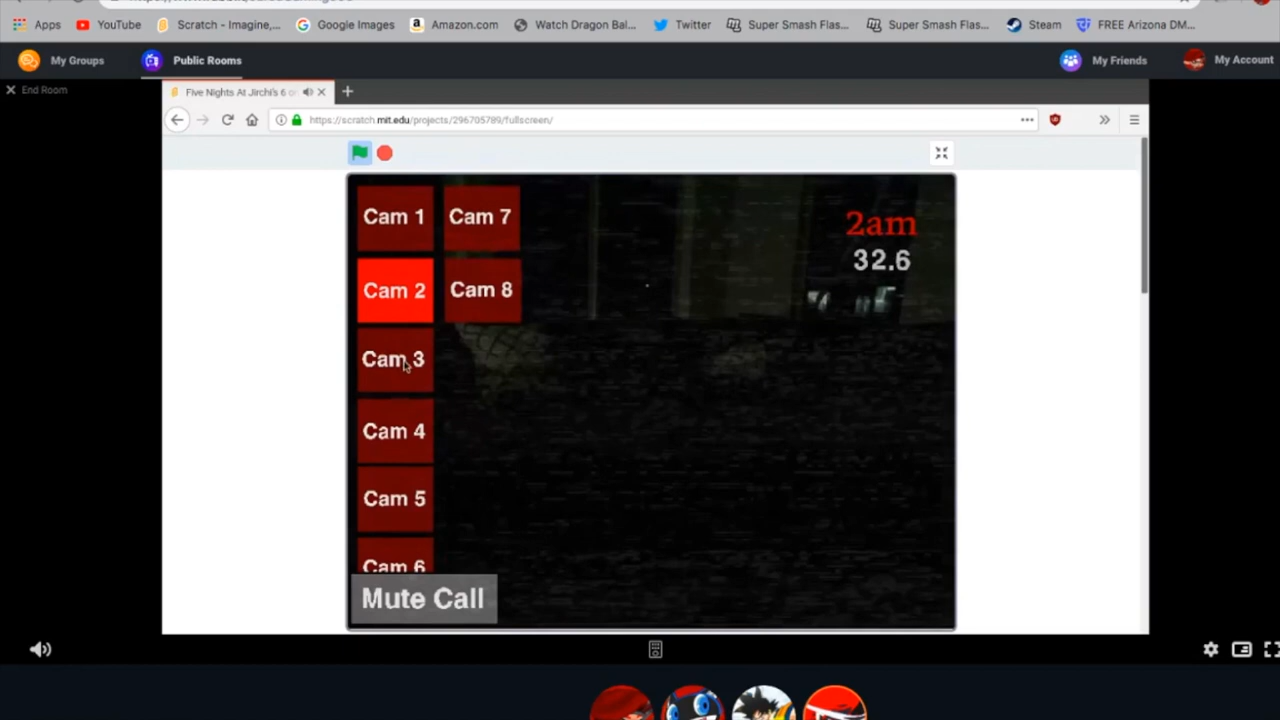 Apps YouTube Scratch - Imagine,... Google Images Amazon.com Watch Dragon Bal... Twitter Super Smash Flas... Super Smash Flas... Steam FREE Arizona DM...
My Groups Public Rooms My Friends My Account
End Room
Five Nights At Jirchi's 6 o
https://scratch.mit.edu/projects/296705789/fullscreen/
Cam 1 Cam 7
2am
32.6
Cam 2 Cam 8
Cam 3
Cam 4
Cam 5
Cam 6
Mute Call